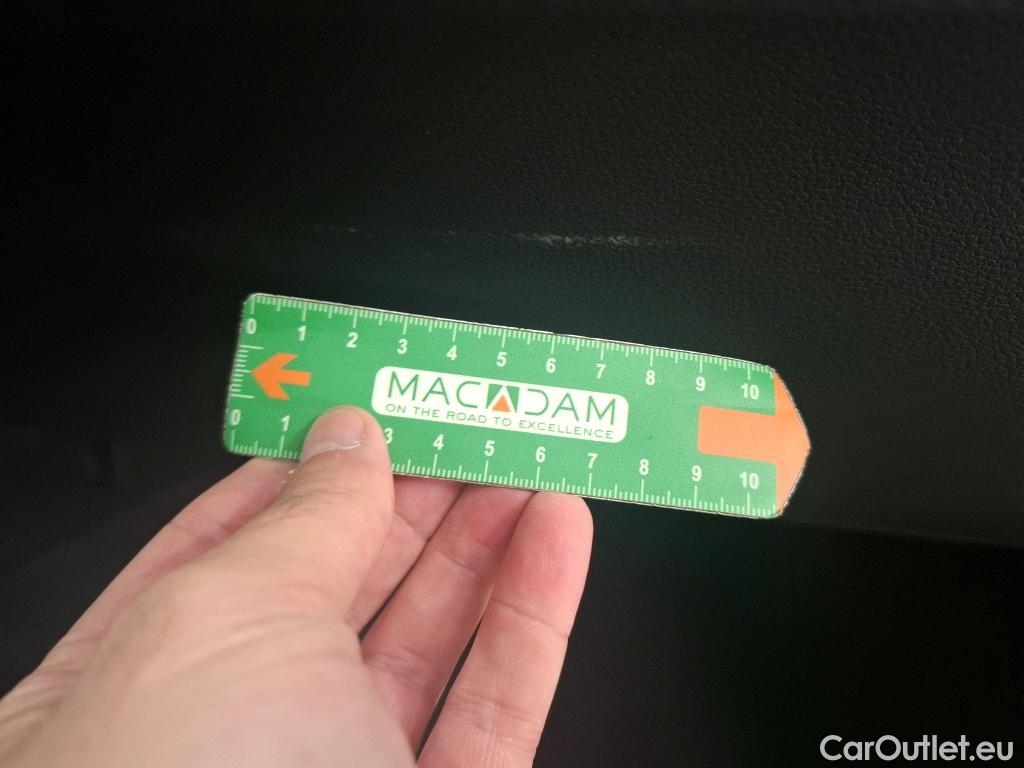 0 1 2 3 4 5 6 7 8 9 10
MACADAM
ON THE ROAD TO EXCELLENCE
0 1 3 4 5 6 7 8 9 10
CarOutlet.eu